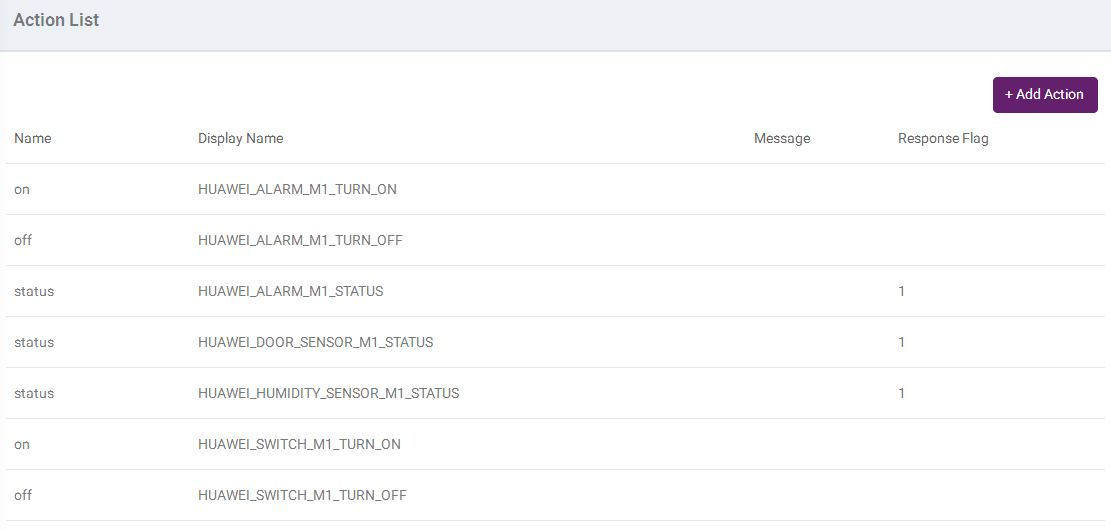 Action List
+ Add Action
Name Display Name Message Response Flag
on HUAWEI_ALARM_M1_TURN_ON
off HUAWEI_ALARM_M1_TURN_OFF
status HUAWEI_ALARM_M1_STATUS 1
status HUAWEI_DOOR_SENSOR_M1_STATUS 1
status HUAWEI_HUMIDITY_SENSOR_M1_STATUS 1
on HUAWEI_SWITCH_M1_TURN_ON
off HUAWEI_SWITCH_M1_TURN_OFF